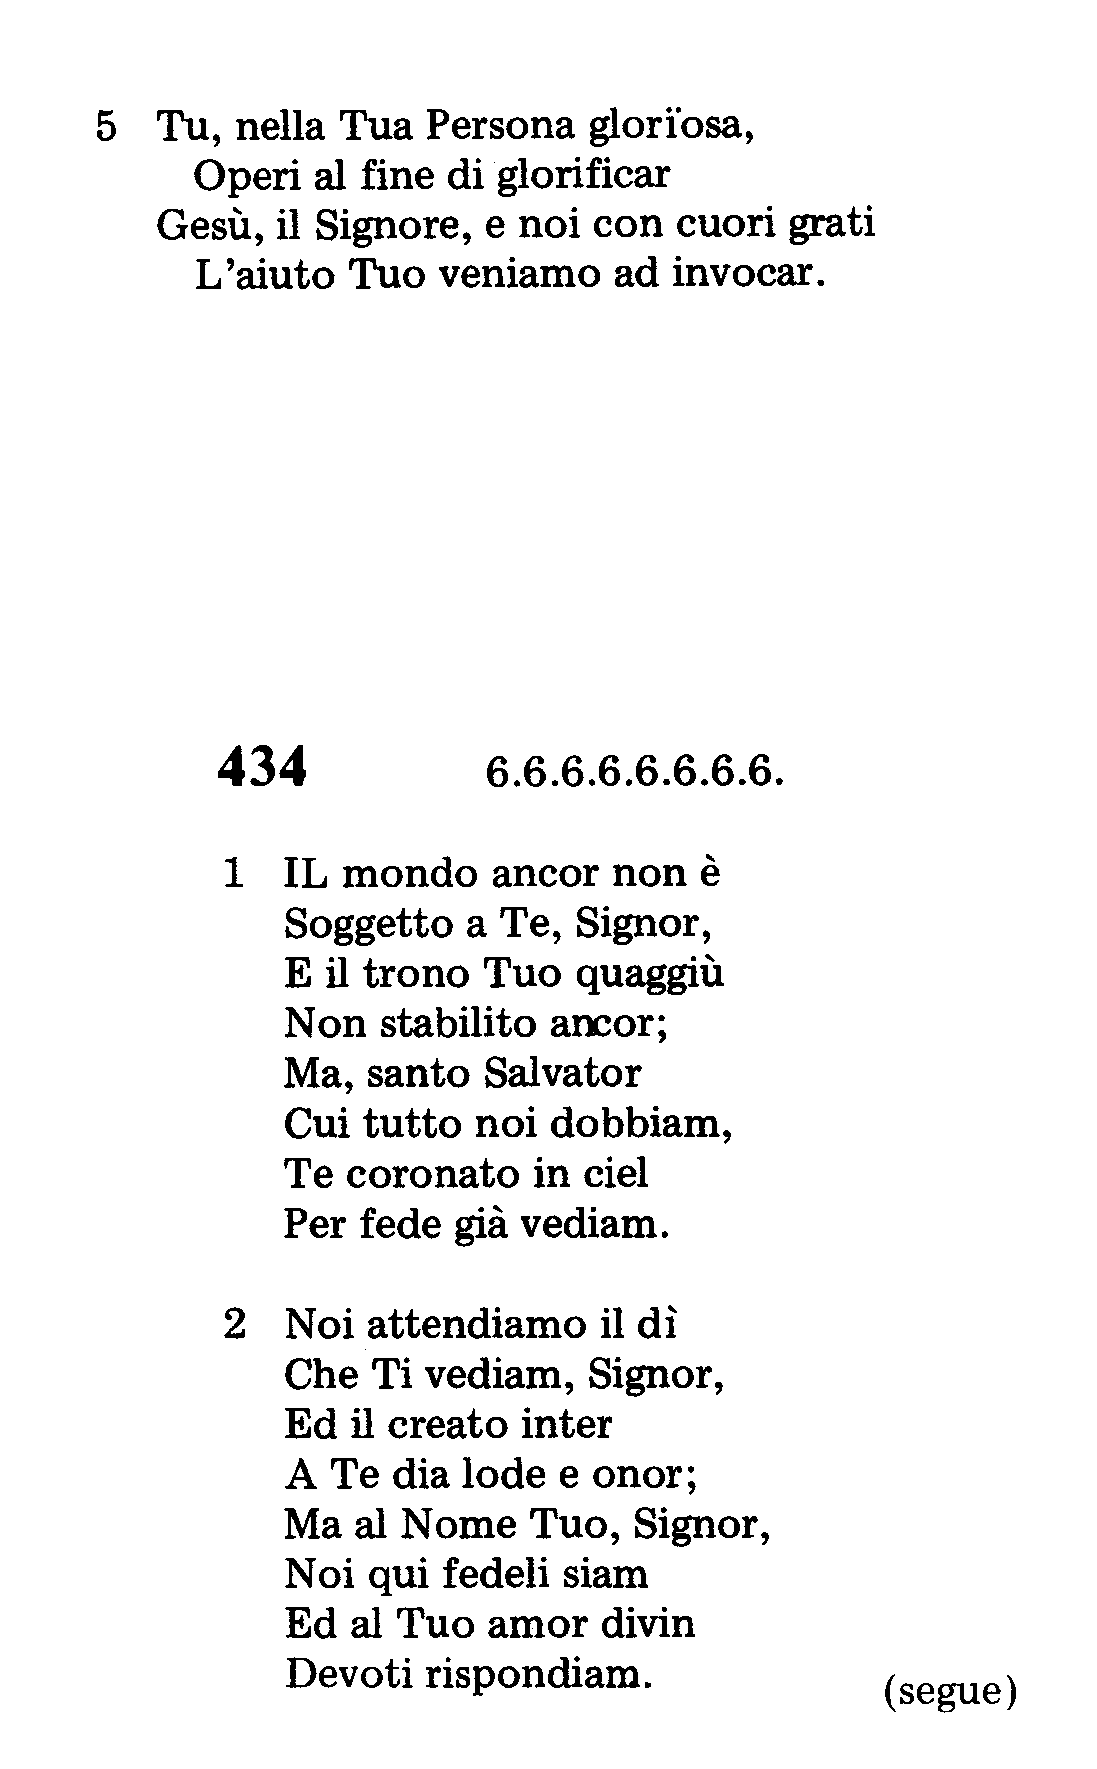 5 Tu, nella Tua Persona glorïosa,
Operi al fine di glorificar
Gesù, il Signore, e noi con cuori grati
L'aiuto Tuo veniamo ad invocar.
434 6.6.6.6.6.6.6.6.
1 IL mondo ancor non è
Soggetto a Te, Signor,
E il trono Tuo quaggiù
Non stabilito ancor;
Ma, santo Salvator
Cui tutto noi dobbiam,
Te coronato in ciel
Per fede già vediam.
2 Noi attendiamo il dì
Che Ti vediam, Signor,
Ed il creato inter
A Te dia lode e onor;
Ma al Nome Tuo, Signor,
Noi qui fedeli siam
Ed al Tuo amor divin
Devoti rispondiam.
(segue)